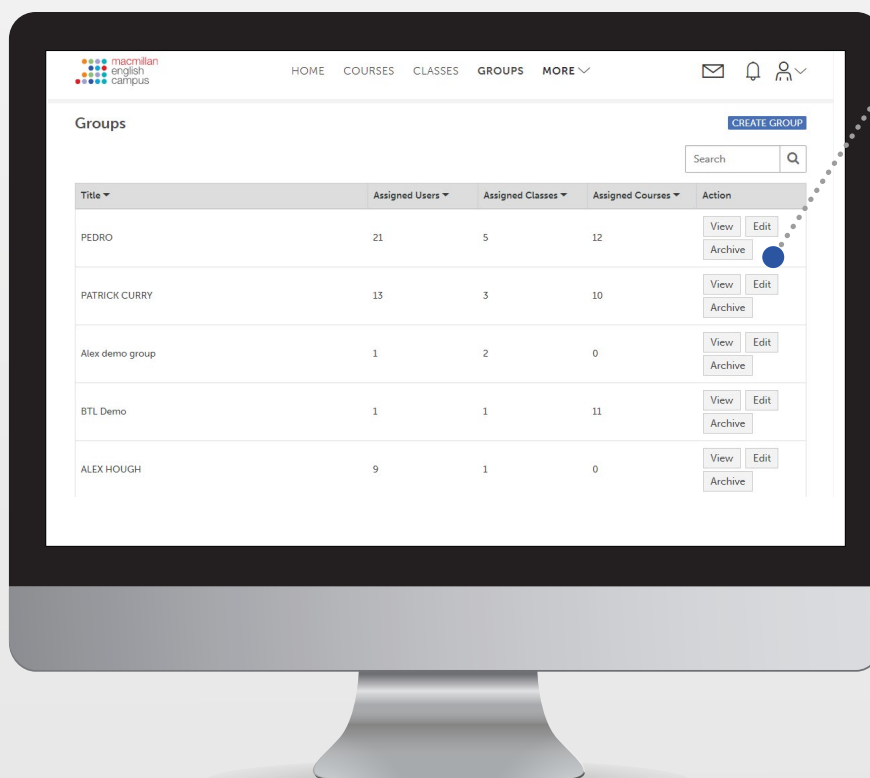 macmillan
english
campus
HOME COURSES CLASSES GROUPS MORE
Groups
CREATE GROUP
Search
Title Assigned Users Assigned Classes Assigned Courses Action
PEDRO 21 5 12 View Edit
Archive
PATRICK CURRY 13 3 10 View Edit
Archive
Alex demo group 1 2 0 View Edit
Archive
BTL Demo 1 1 11 View Edit
Archive
ALEX HOUGH 9 1 0 View Edit
Archive